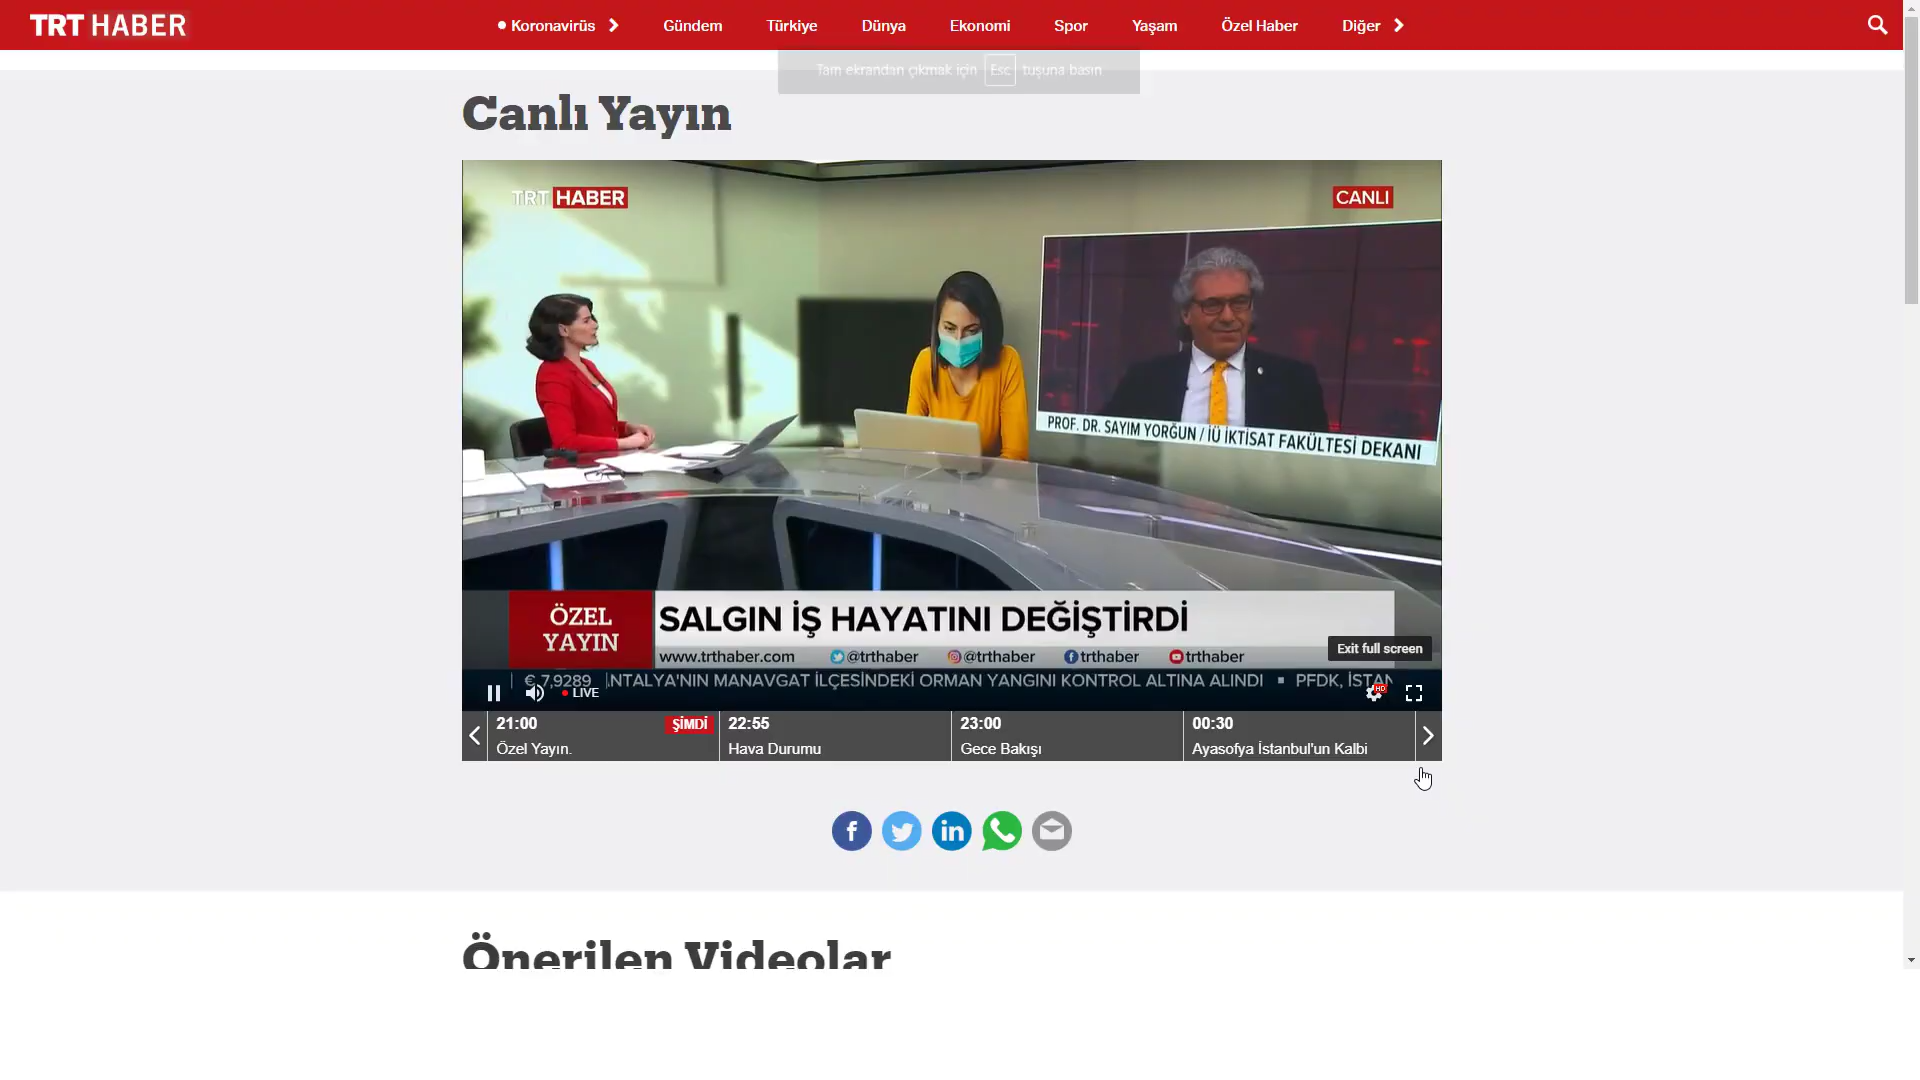 TRT HABER
Koronavirüs
Gündem
Türkiye
Dünya
Ekonomi
Spor
Yaşam
Özel Haber
Diğer
Tam ekrandan çıkmak için Esc tuşuna basın
Canlı Yayın
TRT HABER
CANLI
PROF. DR. SAYIM YORĞUN / İÜ İKTİSAT FAKÜLTESİ DEKANI
ÖZEL
YAYIN
SALGIN İŞ HAYATINI DEĞİŞTİRDİ
www.trthaber.com @trthaber @trthaber trthaber trthaber
Exit full screen
€ 7,9289 NTALYA'NIN MANAVGAT İLÇESİNDEKİ ORMAN YANGINI KONTROL ALTINA ALINDI ▪ PFDK, İSTAN
LIVE
HD
21:00 ŞİMDİ
Özel Yayın.
22:55
Hava Durumu
23:00
Gece Bakışı
00:30
Ayasofya İstanbul'un Kalbi
Önerilen Videolar